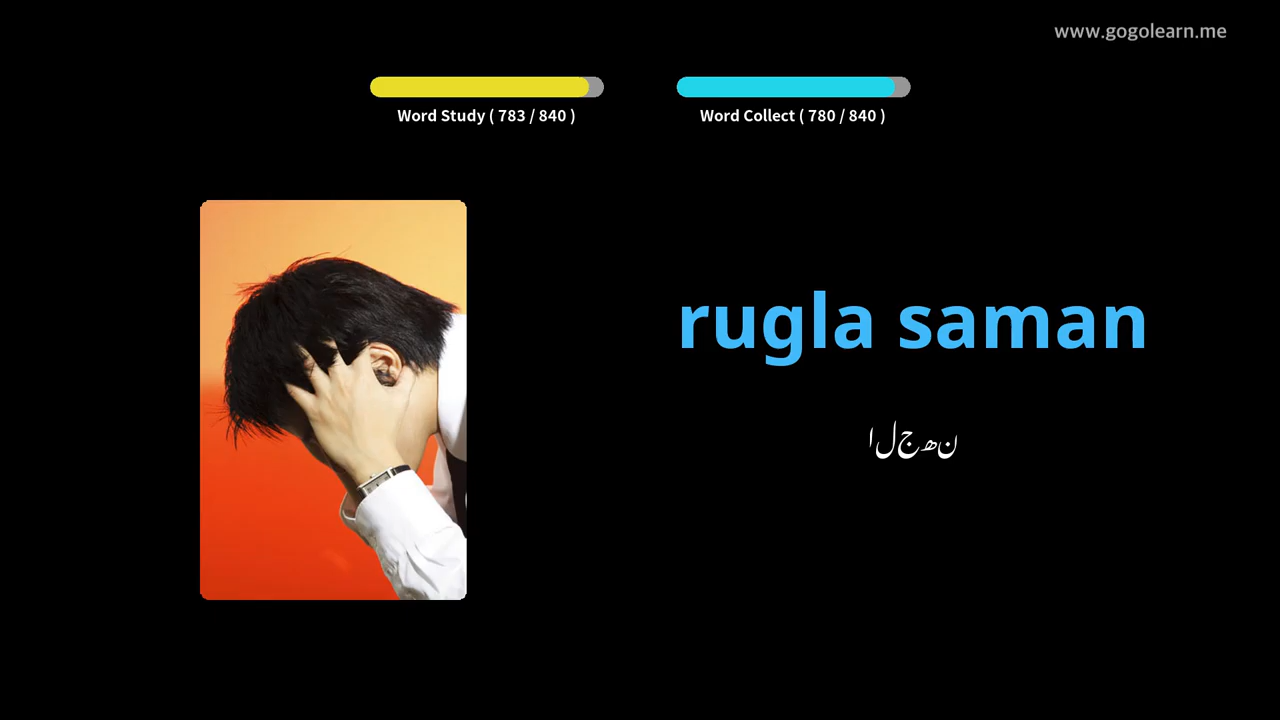 www.gogolearn.me
Word Study ( 783 / 840 )
Word Collect ( 780 / 840 )
rugla saman
الجھن